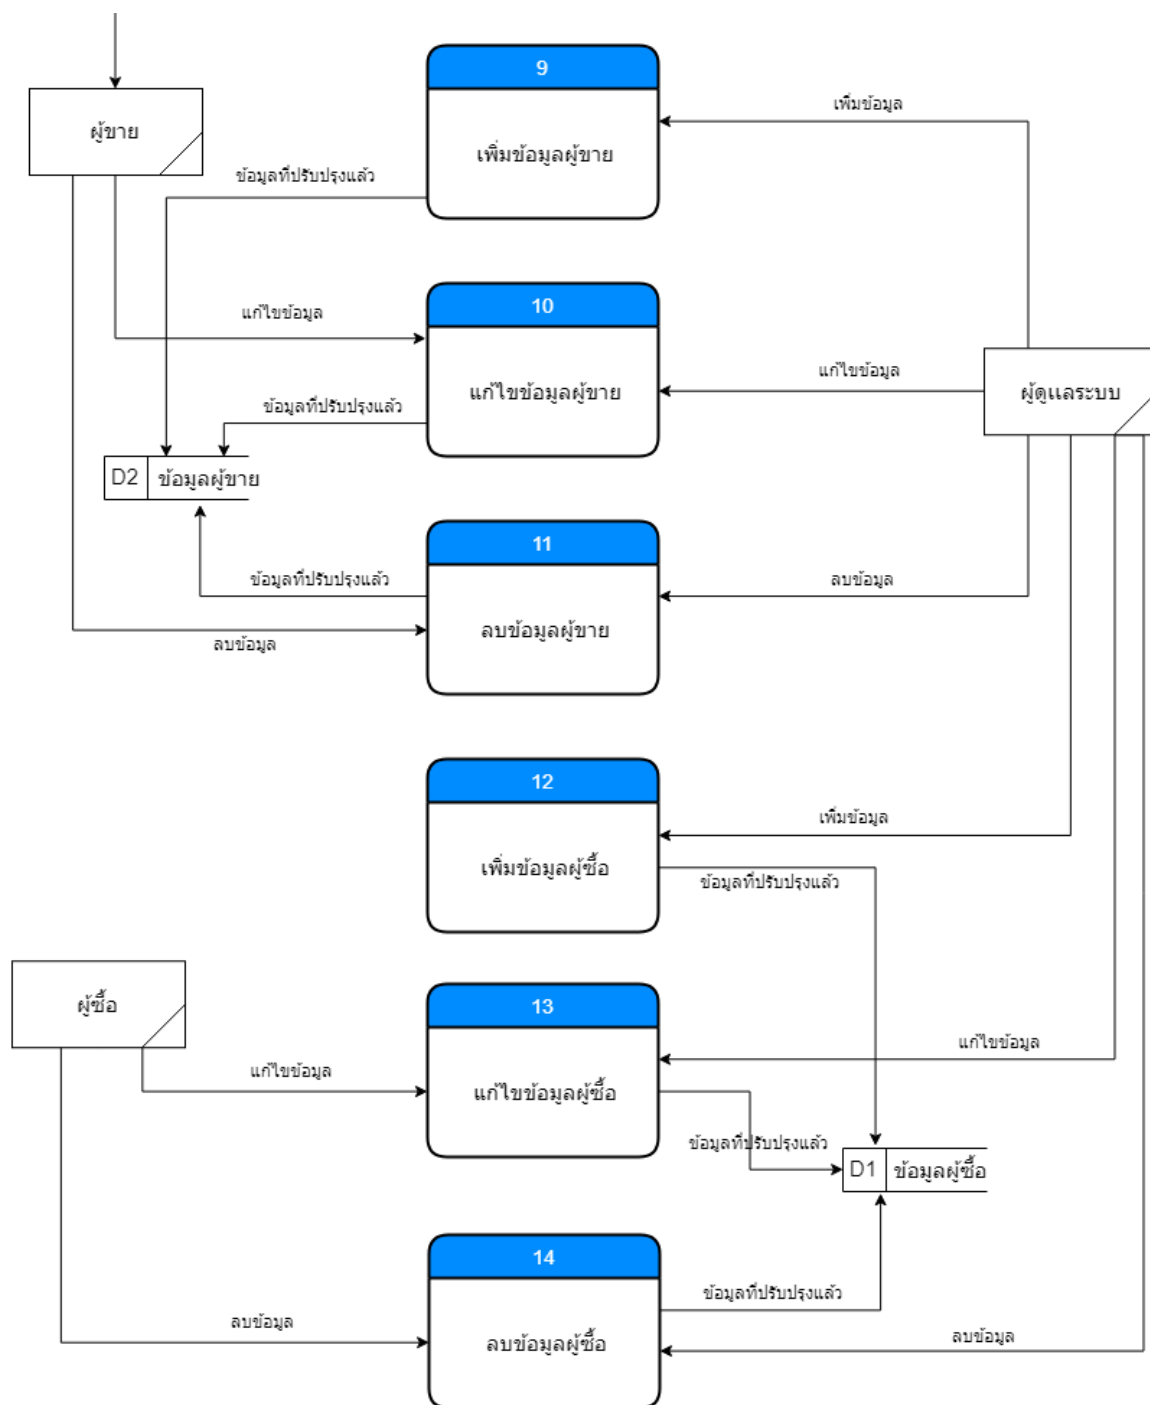 9
เพิ่มข้อมูล
ผู้ขาย
เพิ่มข้อมูลผู้ขาย
ข้อมูลที่ปรับปรุงแล้ว
10
แก้ไขข้อมูล
แก้ไขข้อมูล
แก้ไขข้อมูลผู้ขาย
ผู้ดูแลระบบ
ข้อมูลที่ปรับปรุงแล้ว
D2 ข้อมูลผู้ขาย
11
ข้อมูลที่ปรับปรุงแล้ว
ลบข้อมูล
ลบข้อมูลผู้ขาย
ลบข้อมูล
12
เพิ่มข้อมูล
เพิ่มข้อมูลผู้ซื้อ
ข้อมูลที่ปรับปรุงแล้ว
ผู้ซื้อ
13
แก้ไขข้อมูล
แก้ไขข้อมูล
แก้ไขข้อมูลผู้ซื้อ
ข้อมูลที่ปรับปรุงแล้ว
D1 ข้อมูลผู้ซื้อ
14
ข้อมูลที่ปรับปรุงแล้ว
ลบข้อมูล
ลบข้อมูลผู้ซื้อ
ลบข้อมูล